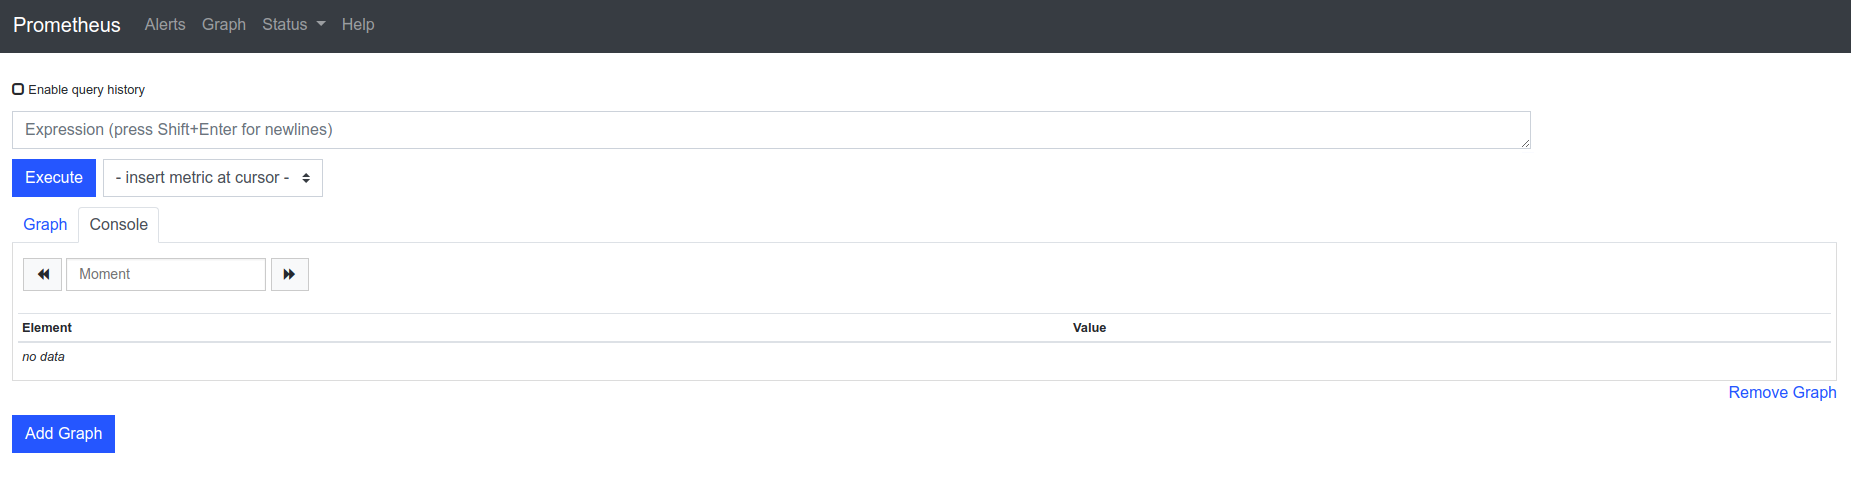 Prometheus Alerts Graph Status Help
Enable query history
Expression (press Shift+Enter for newlines)
Execute - insert metric at cursor -
Graph Console
Moment
Element Value
no data
Remove Graph
Add Graph